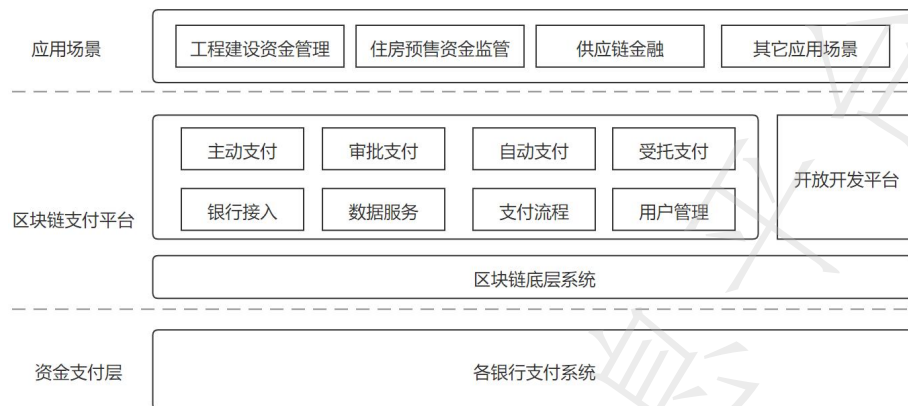 应用场景
工程建设资金管理 住房预售资金监管 供应链金融 其它应用场景
主动支付 审批支付 自动支付 受托支付
开放开发平台
区块链支付平台
银行接入 数据服务 支付流程 用户管理
区块链底层系统
资金支付层
各银行支付系统